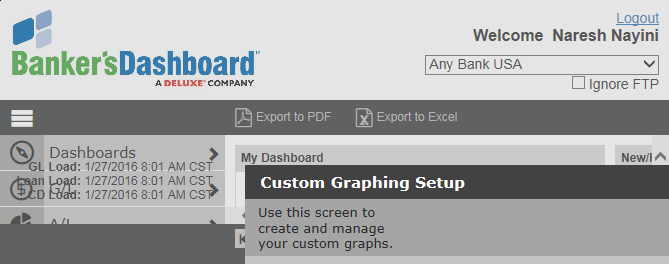 Logout
Welcome Naresh Nayini
Banker'sDashboard™
A DELUXE® COMPANY
Any Bank USA
Ignore FTP
Export to PDF
Export to Excel
Dashboards
GL Load: 1/27/2016 8:01 AM CST
G/L
Loan Load: 1/27/2016 8:01 AM CST
CD Load: 1/27/2016 8:01 AM CST
My Dashboard
Custom Graphing Setup
Use this screen to
create and manage
your custom graphs.